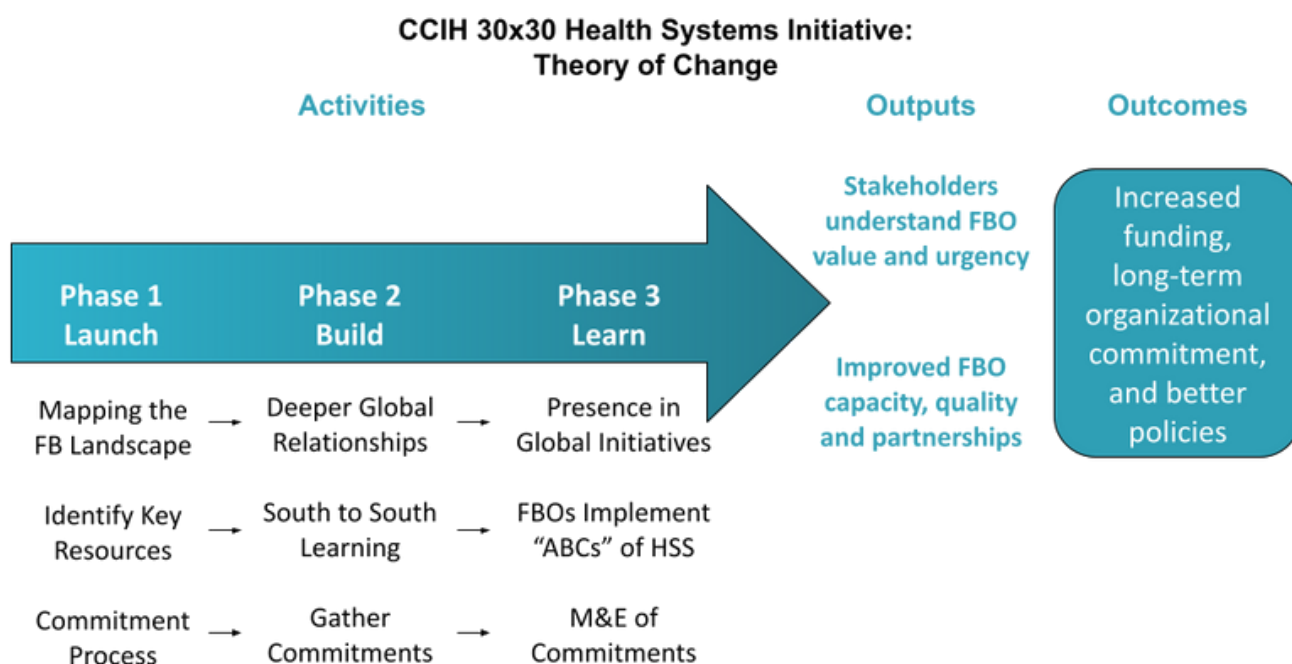 CCIH 30x30 Health Systems Initiative:
Theory of Change
Activities
Outputs
Outcomes
Phase 1
Launch
Phase 2
Build
Phase 3
Learn
Mapping the
FB Landscape
Deeper Global
Relationships
Presence in
Global Initiatives
Identify Key
Resources
South to South
Learning
FBOs Implement
“ABCs” of HSS
Commitment
Process
Gather
Commitments
M&E of
Commitments
Stakeholders
understand FBO
value and urgency
Improved FBO
capacity, quality
and partnerships
Increased
funding,
long-term
organizational
commitment,
and better
policies